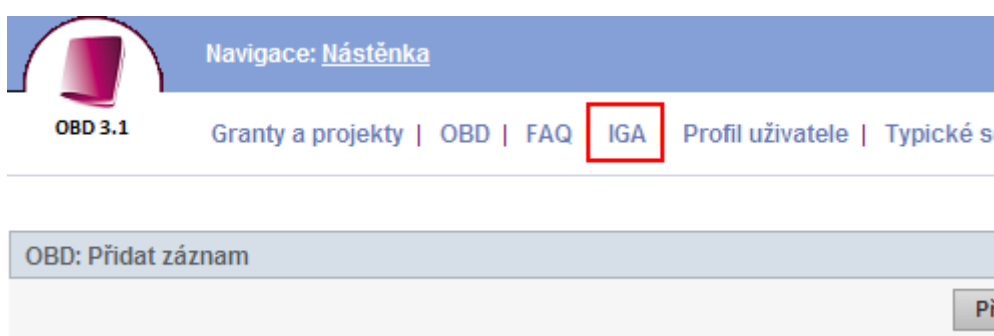 Navigace: Nástěnka
OBD 3.1
Granty a projekty | OBD | FAQ IGA Profil uživatele | Typické
OBD: Přidat záznam